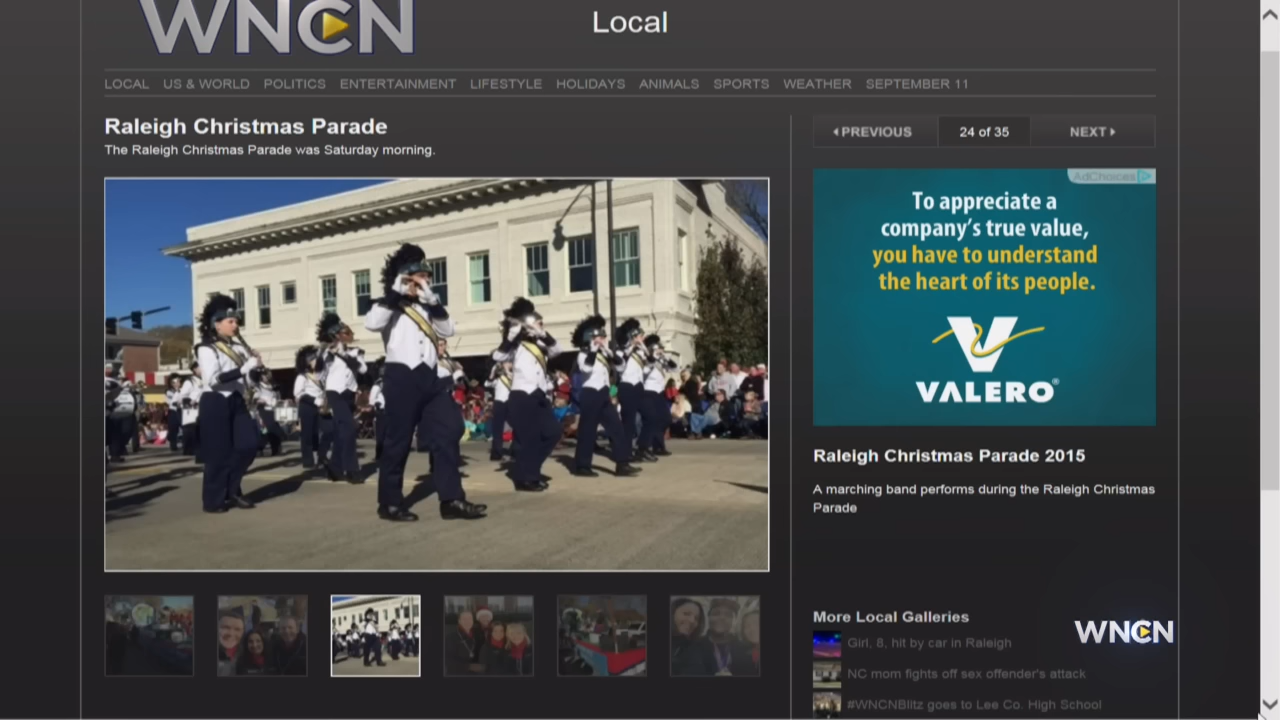 WNCN
Local
LOCAL US & WORLD POLITICS ENTERTAINMENT LIFESTYLE HOLIDAYS ANIMALS SPORTS WEATHER SEPTEMBER 11
Raleigh Christmas Parade
The Raleigh Christmas Parade was Saturday morning.
PREVIOUS 24 of 35 NEXT
AdChoices
To appreciate a
company's true value,
you have to understand
the heart of its people.
VALERO®
Raleigh Christmas Parade 2015
A marching band performs during the Raleigh Christmas
Parade
More Local Galleries
Girl, 8, hit by car in Raleigh
NC mom fights off sex offender's attack
#WNCNBlitz goes to Lee Co. High School
WNCN